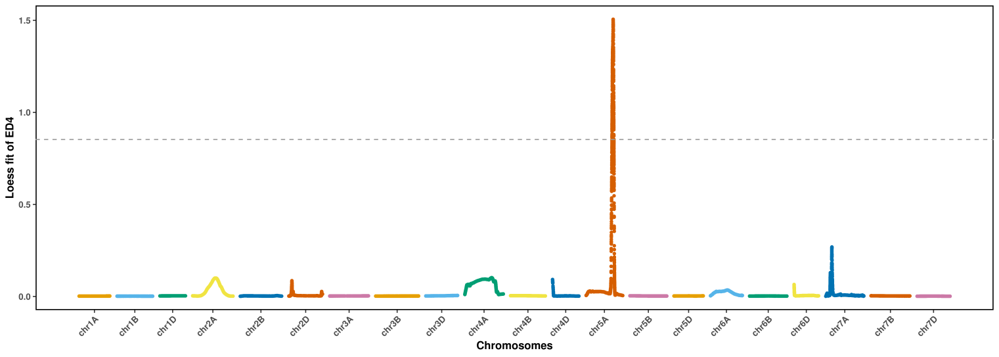 Loess fit of ED4
1.5
1.0
0.5
0.0
chr1A chr1B chr1D chr2A chr2B chr2D chr3A chr3B chr3D chr4A chr4B chr4D chr5A chr5B chr5D chr6A chr6B chr6D chr7A chr7B chr7D
Chromosomes